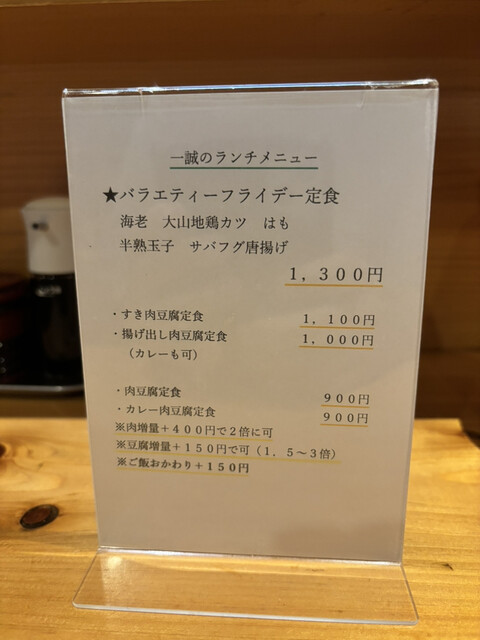 一誠のランチメニュー
★バラエティーフライデー定食
海老　大山地鶏カツ　はも
半熟玉子　サバフグ唐揚げ
１，３００円
・すき肉豆腐定食　１，１００円
・揚げ出し肉豆腐定食　１，０００円
（カレーも可）
・肉豆腐定食　９００円
・カレー肉豆腐定食　９００円
※肉増量＋４００円で２倍に可
※豆腐増量＋１５０円で可（１．５～３倍）
※ご飯おかわり＋１５０円